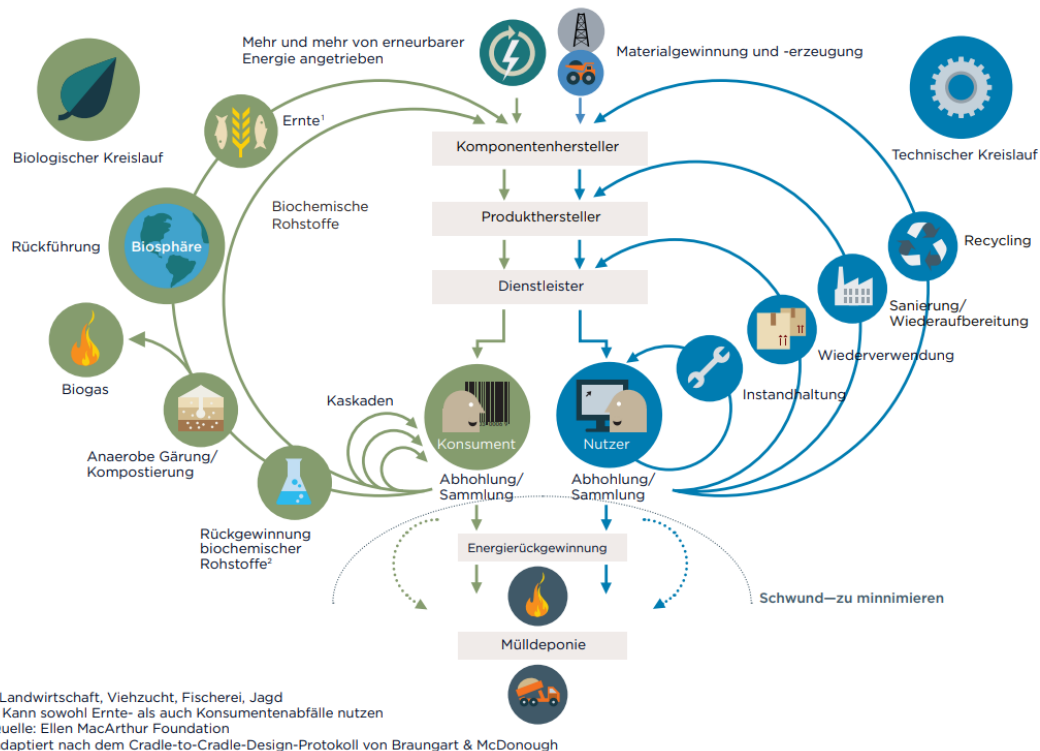 Mehr und mehr von erneurbarer
Energie angetrieben
Materialgewinnung und -erzeugung
Biologischer Kreislauf
Technischer Kreislauf
Ernte¹
Komponentenhersteller
Biochemische
Rohstoffe
Produkthersteller
Rückführung
Biosphäre
Recycling
Dienstleister
Sanierung/
Wiederaufbereitung
Wiederverwendung
Biogas
Instandhaltung
Kaskaden
Konsument
Nutzer
Anaerobe Gärung/
Kompostierung
Abhohlung/
Sammlung
Abhohlung/
Sammlung
Rückgewinnung
biochemischer
Rohstoffe²
Energierückgewinnung
Schwund—zu minnimieren
Mülldeponie
Landwirtschaft, Viehzucht, Fischerei, Jagd
Kann sowohl Ernte- als auch Konsumentenabfälle nutzen
uelle: Ellen MacArthur Foundation
daptiert nach dem Cradle-to-Cradle-Design-Protokoll von Braungart & McDonough